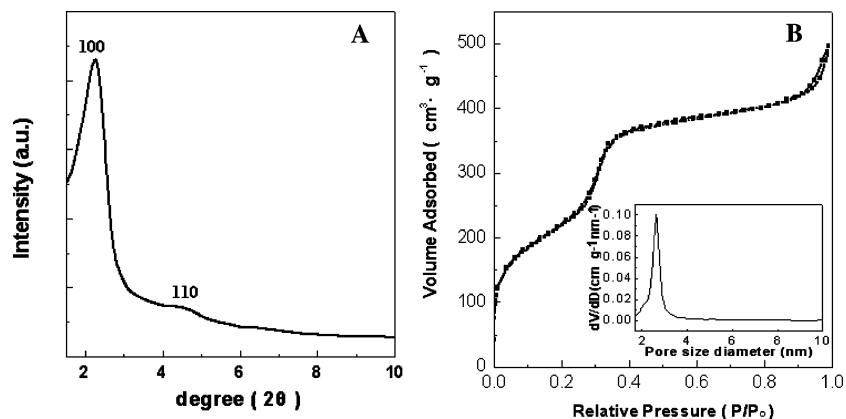 A
100
110
Intensity (a.u.)
2 4 6 8 10
degree ( 2θ )
B
500
400
300
200
100
0
Volume Adsorbed ( cm³· g⁻¹ )
0.0 0.2 0.4 0.6 0.8 1.0
Relative Pressure ( P/P₀ )
0.10
0.08
0.06
0.04
0.02
0.00
dV/dD(cm g-1nm-1)
2 4 6 8 10
Pore size diameter (nm)